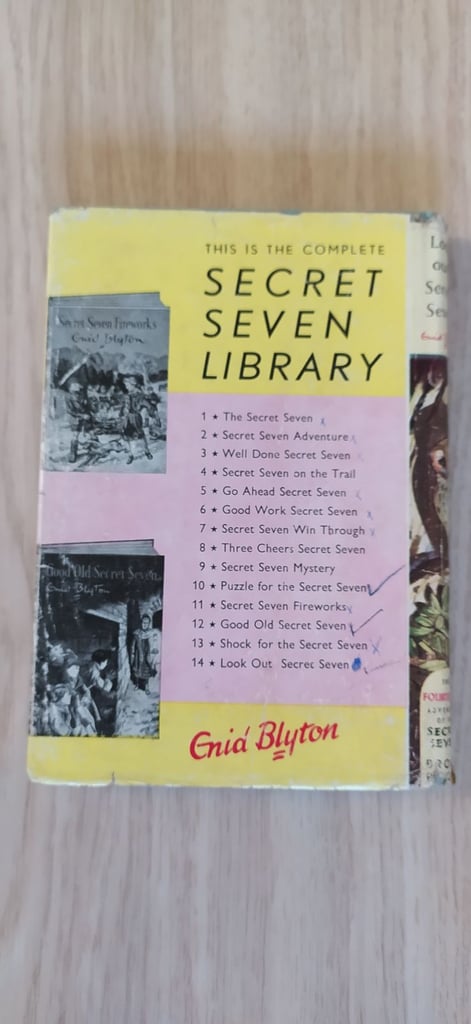 THIS IS THE COMPLETE
SECRET
SEVEN
LIBRARY
Secret Seven Fireworks
Enid Blyton
1 ★ The Secret Seven
2 ★ Secret Seven Adventure
3 ★ Well Done Secret Seven
4 ★ Secret Seven on the Trail
5 ★ Go Ahead Secret Seven
6 ★ Good Work Secret Seven
7 ★ Secret Seven Win Through
8 ★ Three Cheers Secret Seven
9 ★ Secret Seven Mystery
10 ★ Puzzle for the Secret Seven
11 ★ Secret Seven Fireworks
12 ★ Good Old Secret Seven
13 ★ Shock for the Secret Seven
14 ★ Look Out Secret Seven
Good Old Secret Seven
Enid Blyton
Enid Blyton